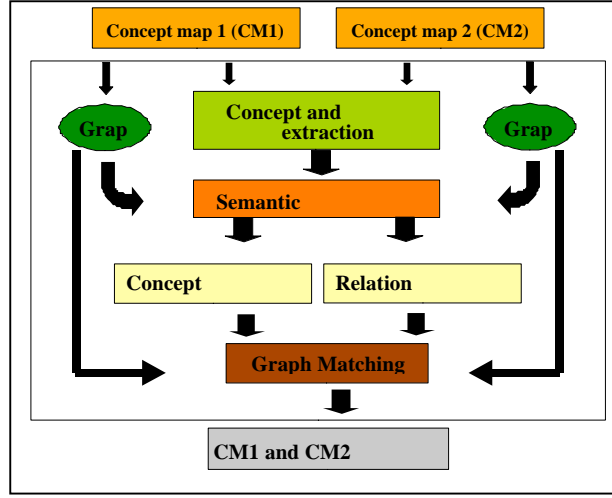 Concept map 1 (CM1)
Concept map 2 (CM2)
Grap
Concept and
extraction
Grap
Semantic
Concept
Relation
Graph Matching
CM1 and CM2